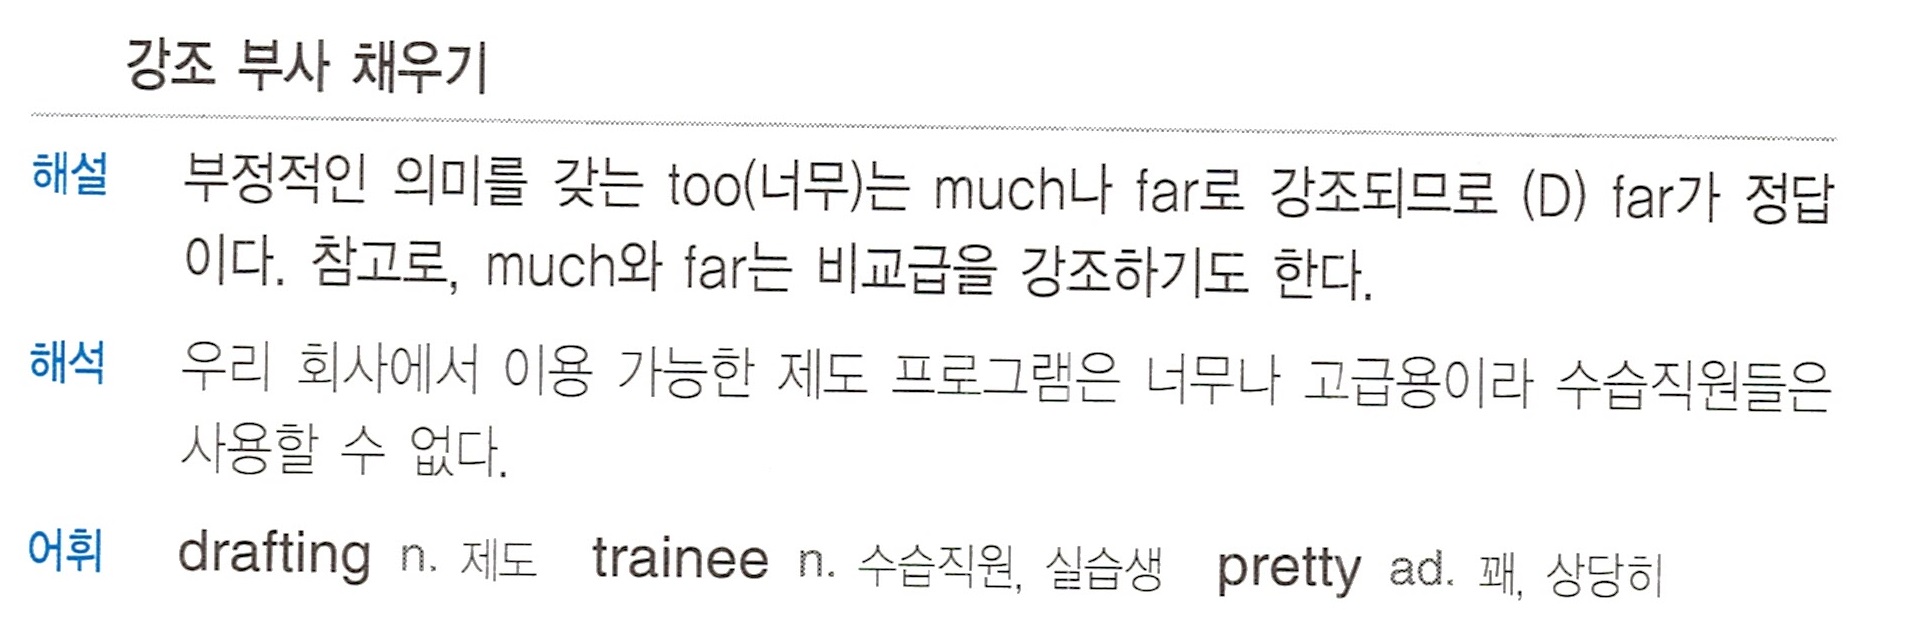 강조 부사 채우기
해설 부정적인 의미를 갖는 too(너무)는 much나 far로 강조되므로 (D) far가 정답
이다. 참고로, much와 far는 비교급을 강조하기도 한다.
해석 우리 회사에서 이용 가능한 제도 프로그램은 너무나 고급용이라 수습직원들은
사용할 수 없다.
어휘 drafting n. 제도 trainee n. 수습직원, 실습생 pretty ad. 꽤, 상당히